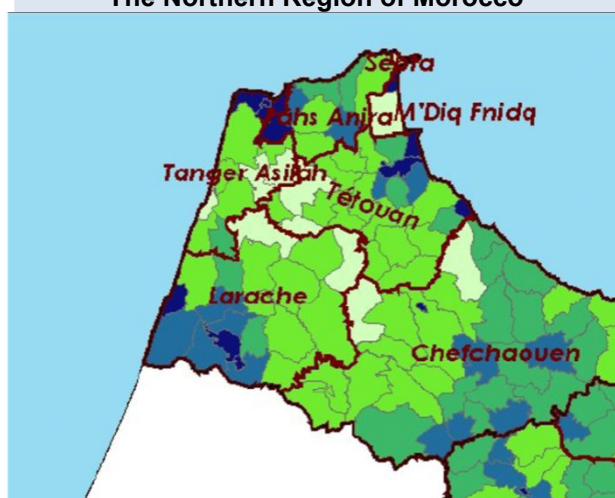 The Northern Region of Morocco
Sebta
Fahs Anjra
M'Diq Fnidq
Tanger Asilah
Tétouan
Larache
Chefchaouen